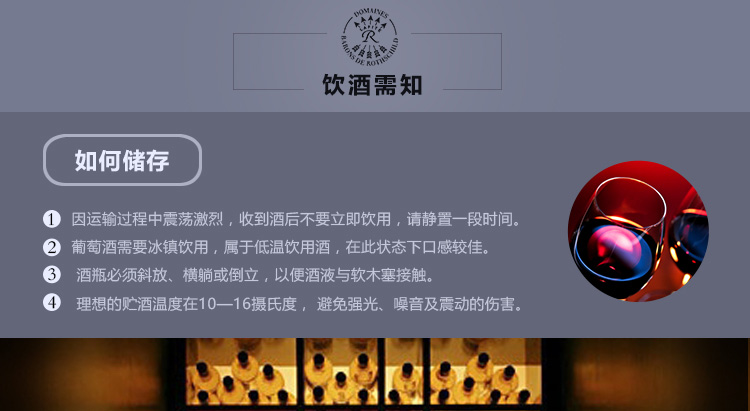 DOMAINES
LAFITE
R
BARONS DE ROTHSCHILD
饮酒需知
如何储存
1 因运输过程中震荡激烈，收到酒后不要立即饮用，请静置一段时间。
2 葡萄酒需要冰镇饮用，属于低温饮用酒，在此状态下口感较佳。
3 酒瓶必须斜放、横躺或倒立，以便酒液与软木塞接触。
4 理想的贮酒温度在10—16摄氏度， 避免强光、噪音及震动的伤害。